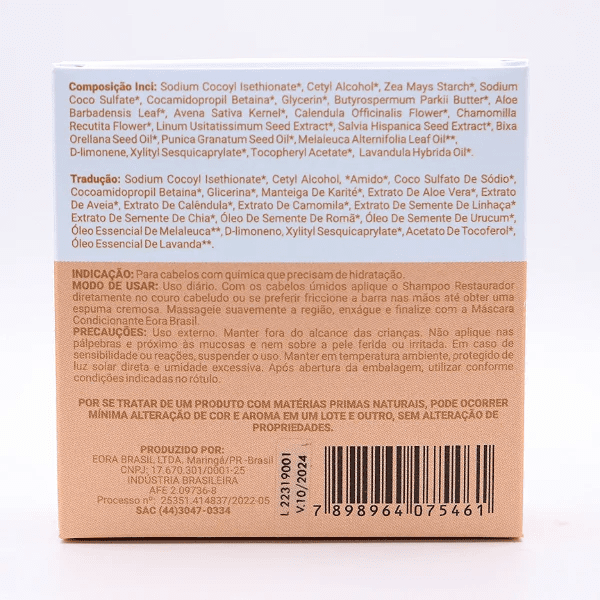 Composição Inci: Sodium Cocoyl Isethionate*, Cetyl Alcohol*, Zea Mays Starch*, Sodium
Coco Sulfate*, Cocamidopropil Betaina*, Glycerin*, Butyrospermum Parkii Butter*, Aloe
Barbadensis Leaf*, Avena Sativa Kernel*, Calendula Officinalis Flower*, Chamomilla
Recutita Flower*, Linum Usitatissimum Seed Extract*, Salvia Hispanica Seed Extract*, Bixa
Orellana Seed Oil*, Punica Granatum Seed Oil*, Melaleuca Alternifolia Leaf Oil**,
D-limonene, Xylityl Sesquicaprylate*, Tocopheryl Acetate*, Lavandula Hybrida Oil*.
Tradução: Sodium Cocoyl Isethionate*, Cetyl Alcohol, *Amido*, Coco Sulfato De Sódio*,
Cocoamidopropil Betaina*, Glicerina*, Manteiga De Karité*, Extrato De Aloe Vera*, Extrato
De Aveia*, Extrato De Calêndula*, Extrato De Camomila*, Extrato De Semente De Linhaça*
Extrato De Semente De Chia*, Óleo De Semente De Romã*, Óleo De Semente De Urucum*,
Óleo Essencial De Melaleuca**, D-limoneno, Xylityl Sesquicaprylate*, Acetato De Tocoferol*,
Óleo Essencial De Lavanda**.
INDICAÇÃO: Para cabelos com química que precisam de hidratação.
MODO DE USAR: Uso diário. Com os cabelos úmidos aplique o Shampoo Restaurador
diretamente no couro cabeludo ou se preferir friccione a barra nas mãos até obter uma
espuma cremosa. Massageie suavemente a região, enxágue e finalize com a Máscara
Condicionante Eora Brasil.
PRECAUÇÕES: Uso externo. Manter fora do alcance das crianças. Não aplique nas
pálpebras e próximo às mucosas e nem sobre a pele ferida ou irritada. Em caso de
sensibilidade ou reações, suspender o uso. Manter em temperatura ambiente, protegido de
luz solar direta e umidade excessiva. Após abertura da embalagem, utilizar conforme
condições indicadas no rótulo.
POR SE TRATAR DE UM PRODUTO COM MATÉRIAS PRIMAS NATURAIS, PODE OCORRER
MÍNIMA ALTERAÇÃO DE COR E AROMA EM UM LOTE E OUTRO, SEM ALTERAÇÃO DE
PROPRIEDADES.
PRODUZIDO POR:
EORA BRASIL LTDA. Maringá/PR -Brasil
CNPJ: 17.670.301/0001-25
INDÚSTRIA BRASILEIRA
AFE 2.09736-8
Processo nº: 25351.414837/2022-05
SAC (44)3047-0334
L 22319001
V.10/2024
7 898964 075461